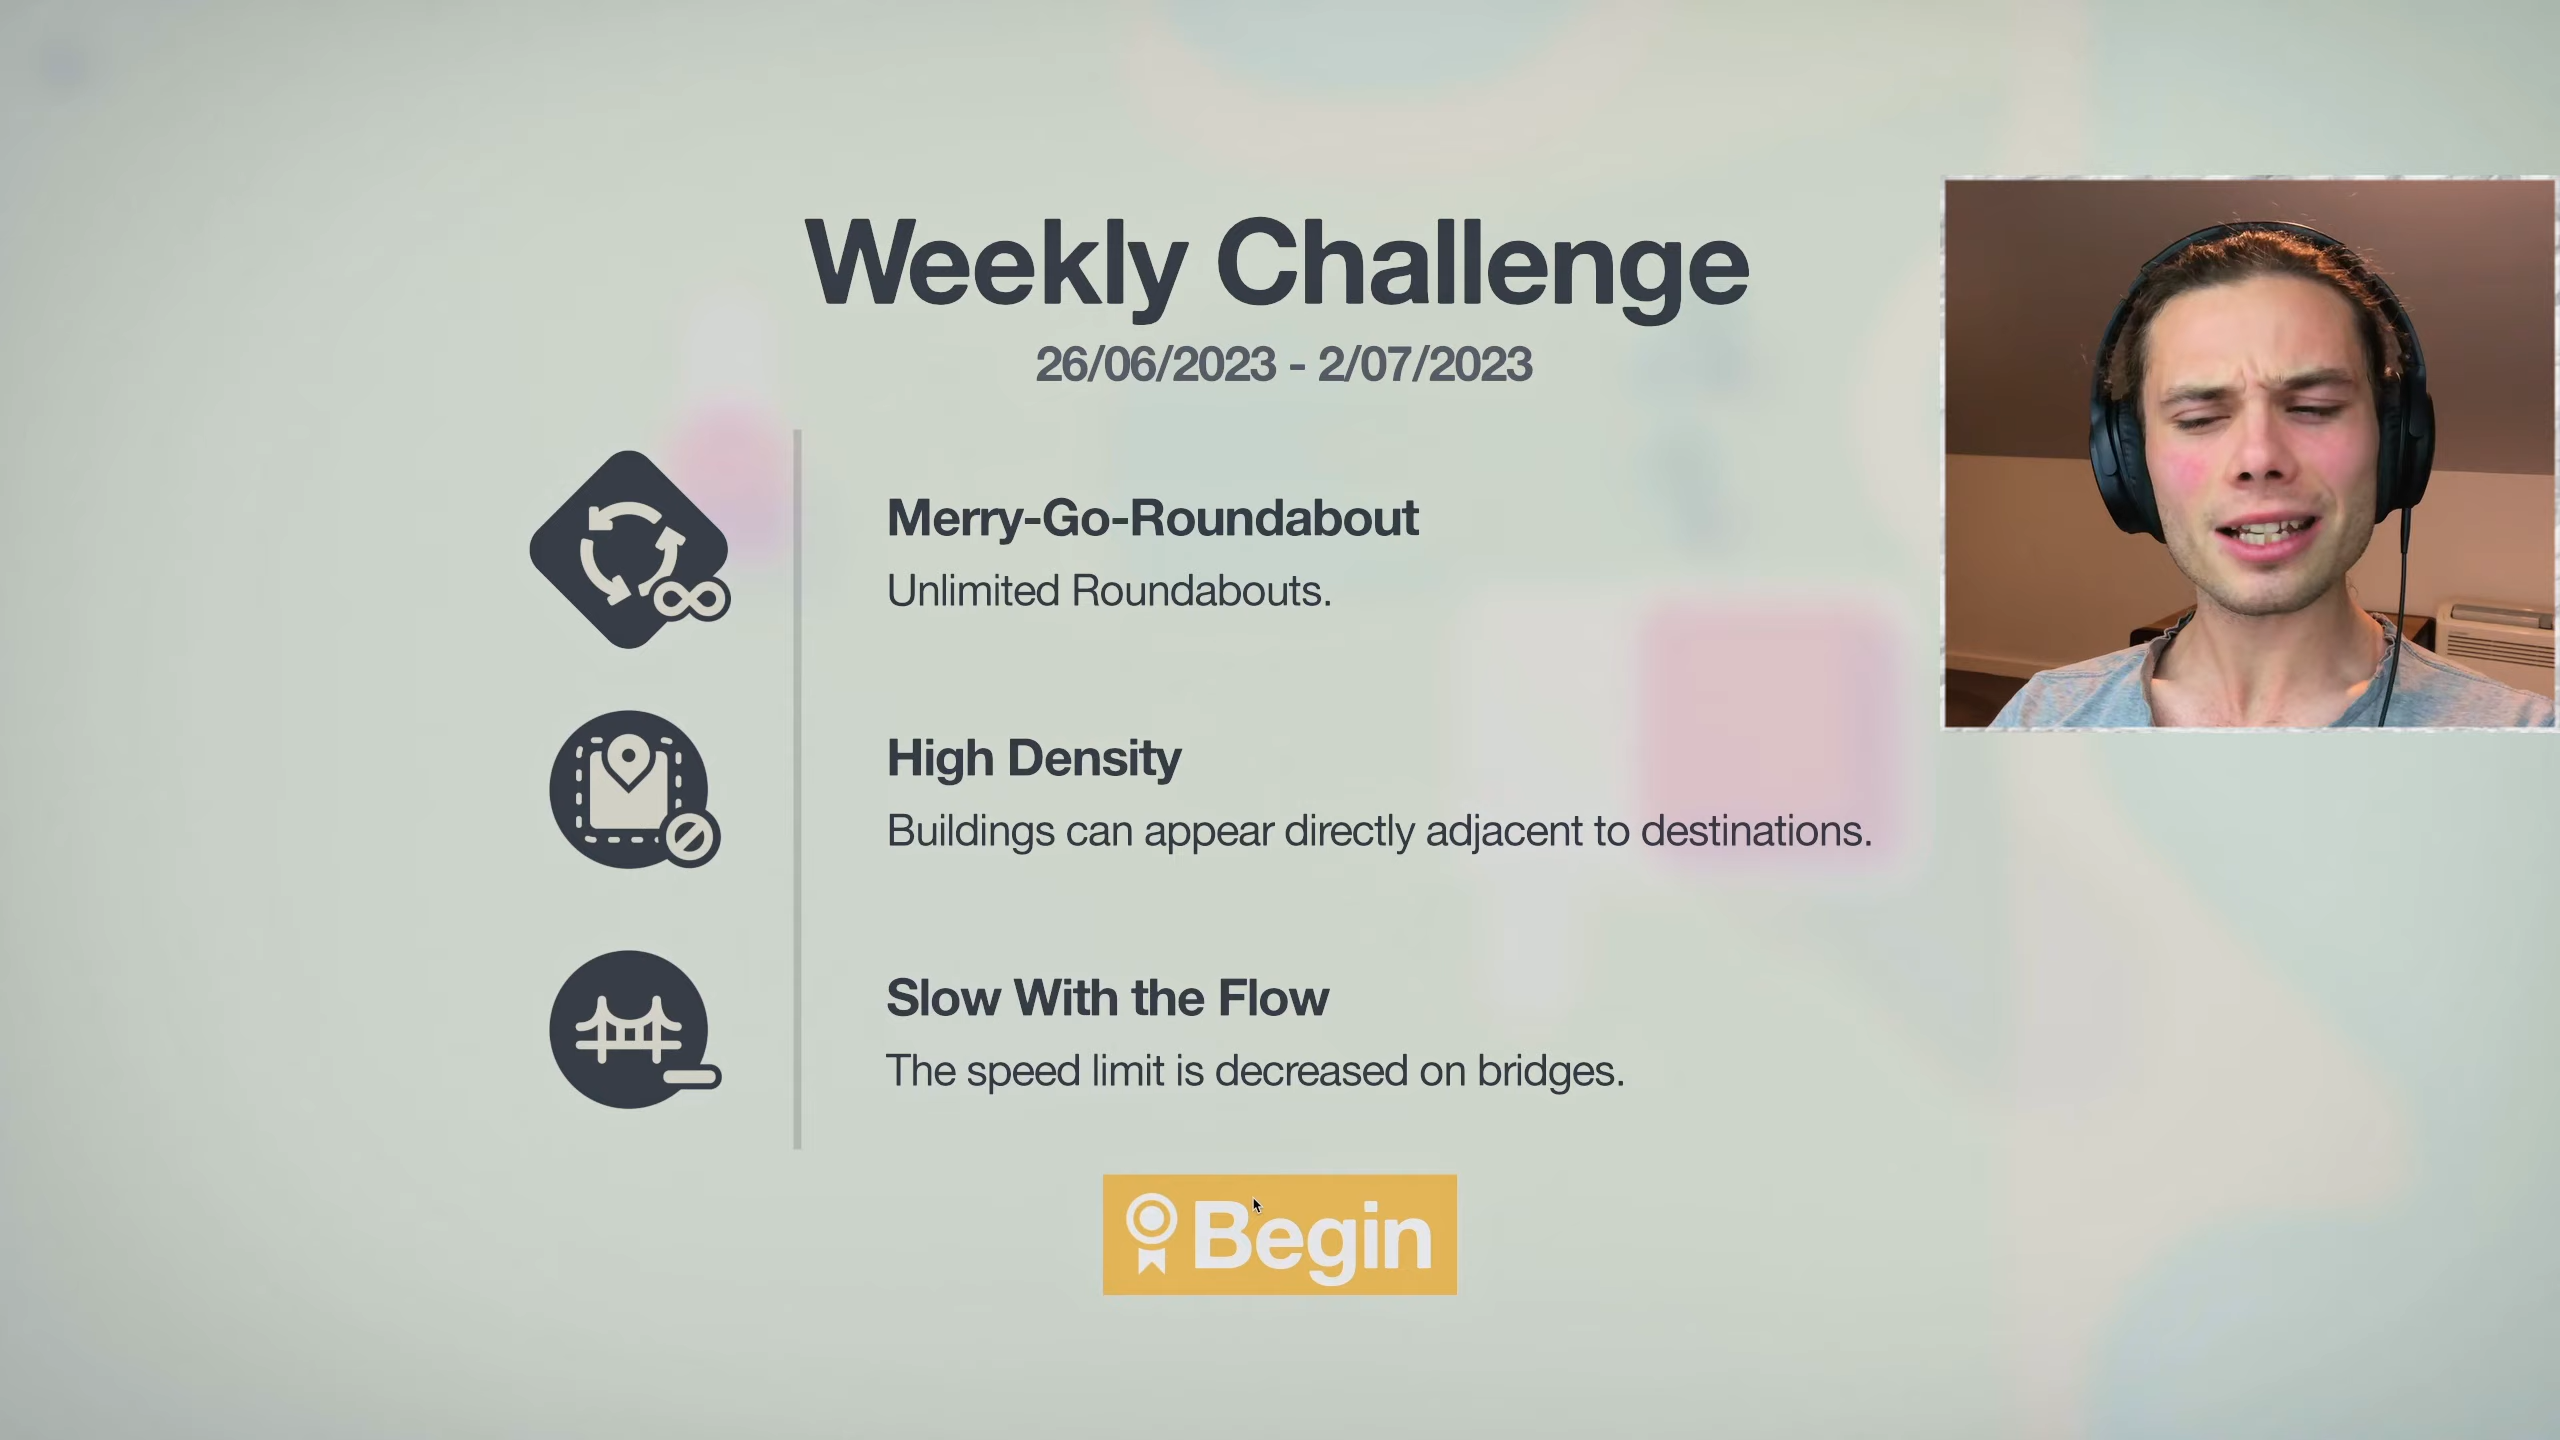 Weekly Challenge
26/06/2023 - 2/07/2023
Merry-Go-Roundabout
Unlimited Roundabouts.
High Density
Buildings can appear directly adjacent to destinations.
Slow With the Flow
The speed limit is decreased on bridges.
Begin